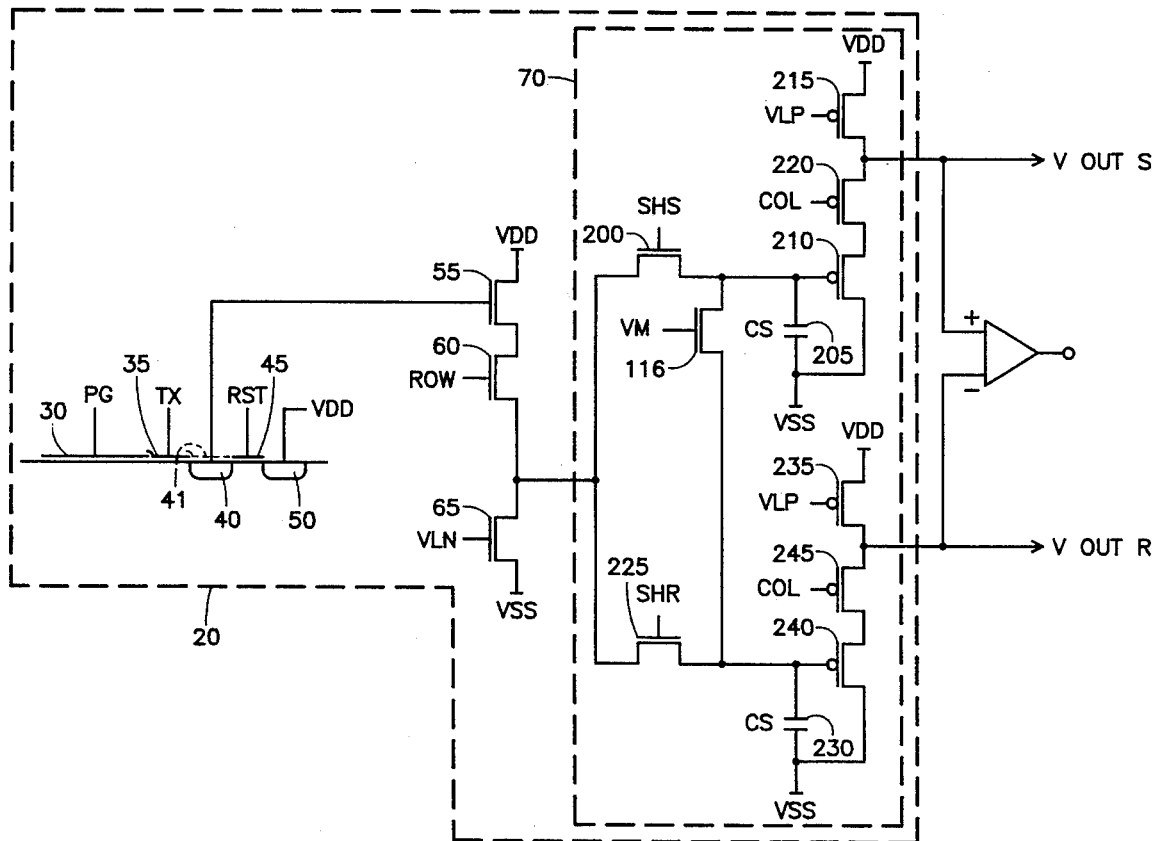 VDD
70
215
VLP
V OUT S
220
SHS
COL
200
210
VDD
55
VM
CS
60
116
205
35
45
ROW
PG
TX
RST
VSS
30
VDD
VDD
235
41
40
50
65
VLP
VLN
V OUT R
225
245
VSS
SHR
COL
20
240
CS
230
VSS
+
−